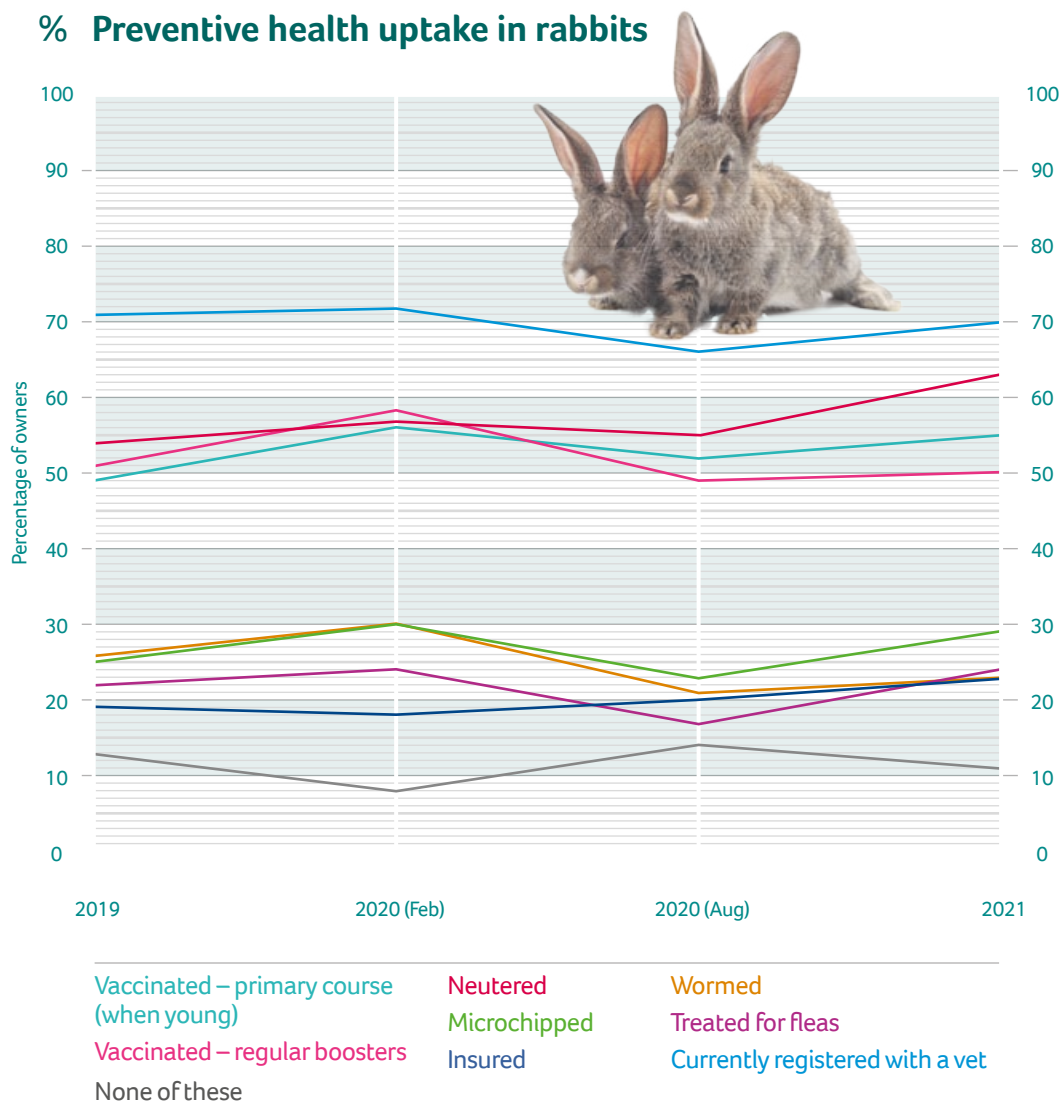 % Preventive health uptake in rabbits
100 100
90 90
80 80
70 70
60 60
50 50
40 40
30 30
20 20
10 10
0 0
Percentage of owners
2019 2020 (Feb) 2020 (Aug) 2021
Vaccinated – primary course
(when young)
Vaccinated – regular boosters
None of these
Neutered
Microchipped
Insured
Wormed
Treated for fleas
Currently registered with a vet